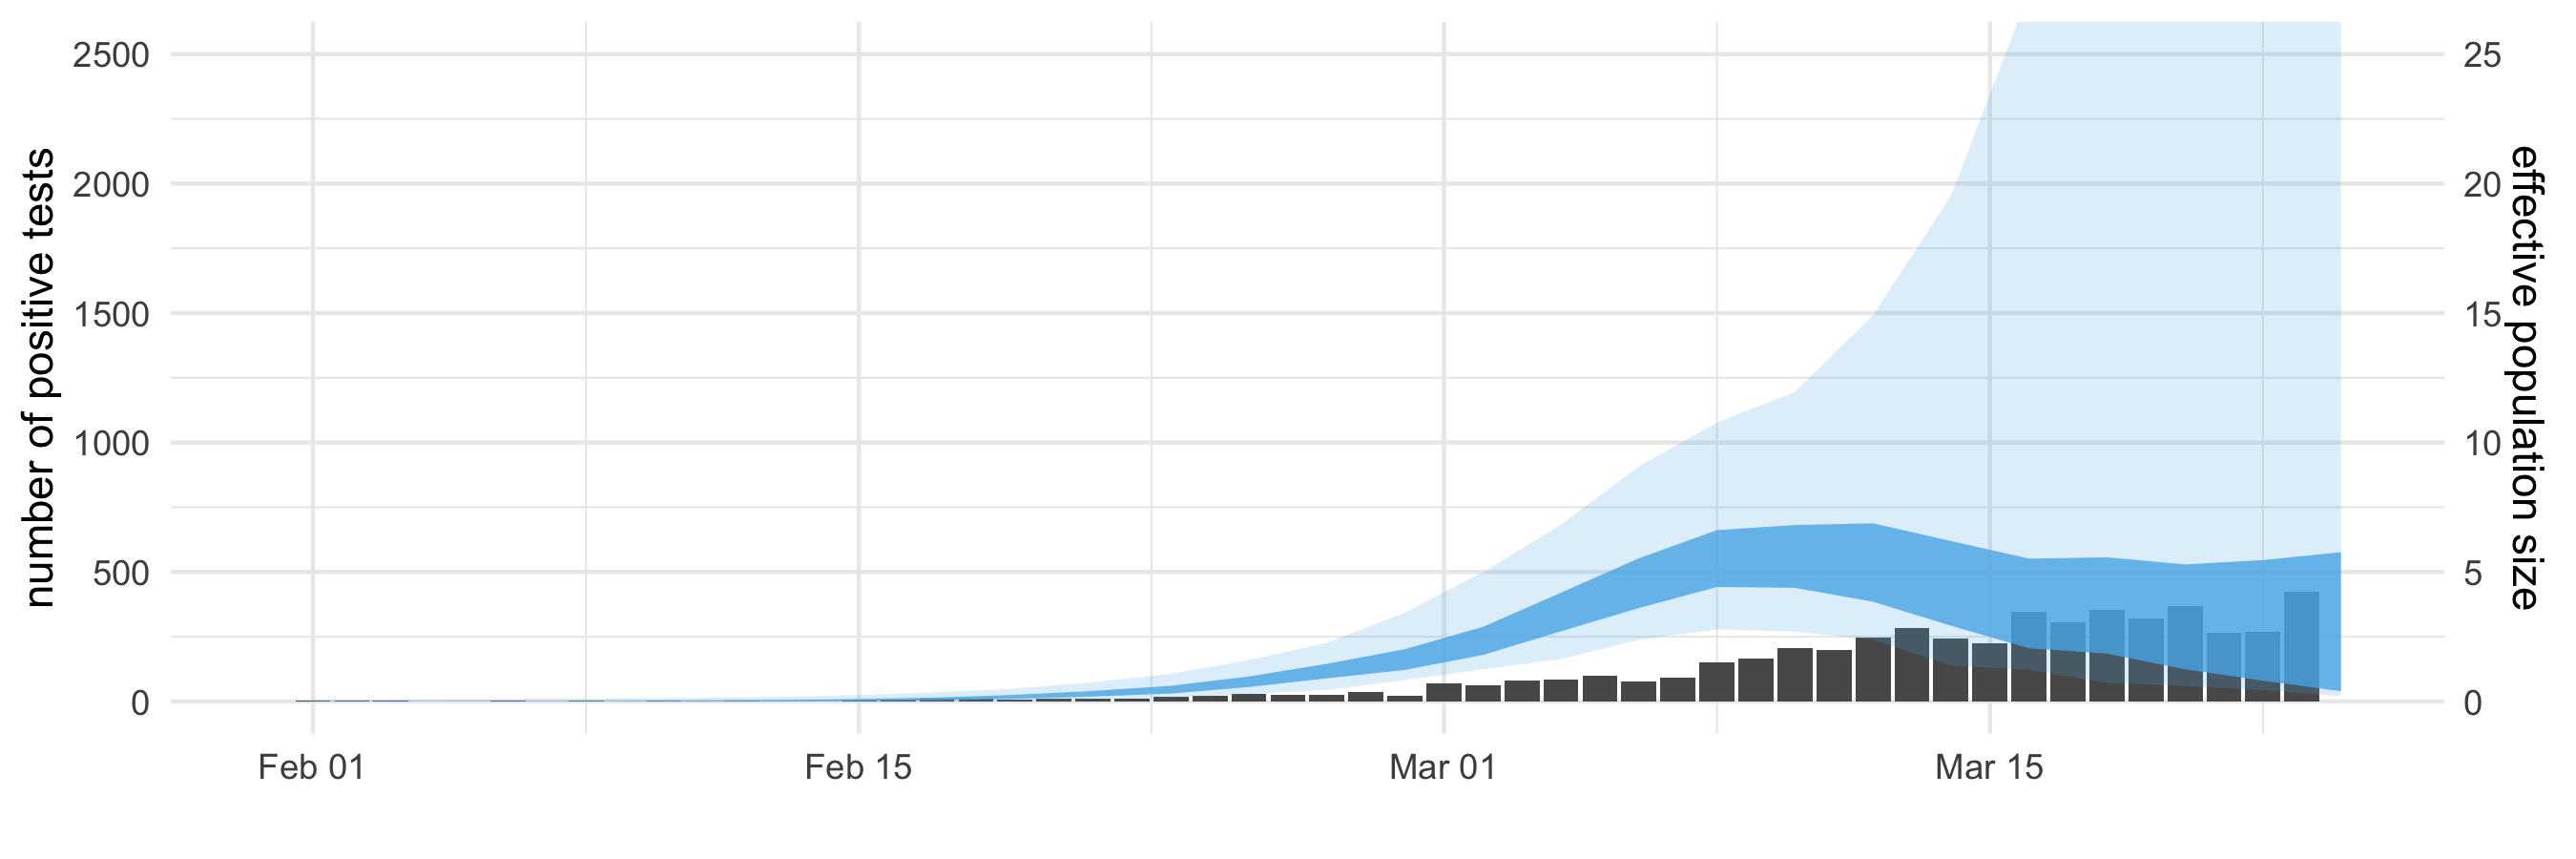 number of positive tests
2500
2000
1500
1000
500
0
Feb 01
Feb 15
Mar 01
Mar 15
25
20
15
10
5
0
effective population size